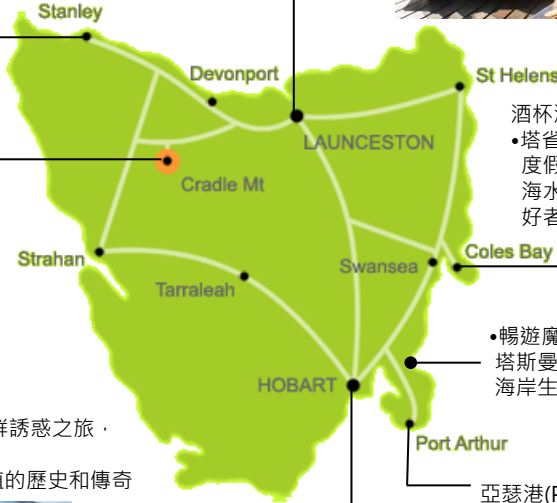 Stanley
Devonport
St Helens
LAUNCESTON
Cradle Mt
酒杯
•塔省
度假
海水
好者
Strahan
Tarraleah
Swansea
Coles Bay
•暢遊魔
塔斯曼
海岸生
HOBART
鮮誘惑之旅，
Port Arthur
的歷史和傳奇
亞瑟港(P